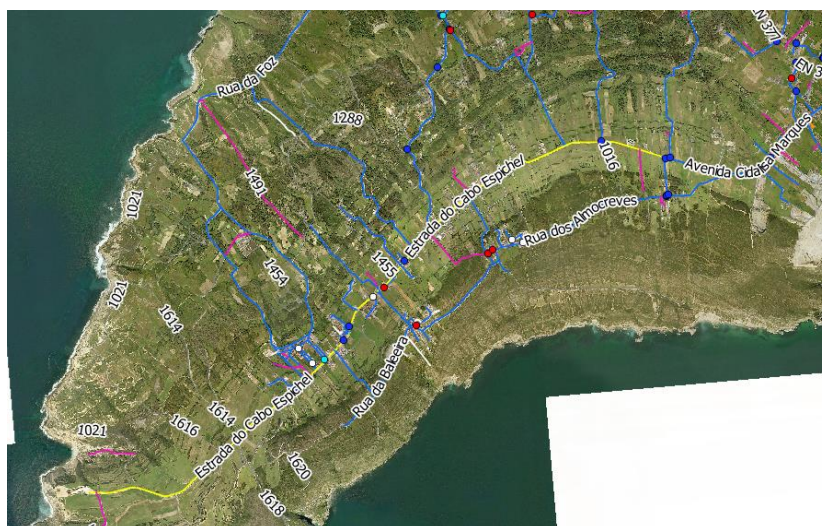 EN 377
EN 3
Rua da Foz
1288
1016
Avenida Cidalisa Marques
1491
1021
Estrada do Cabo Espichel
Rua dos Almocreves
1455
1454
1021
1614
Rua da Baleeira
1614
1616
Estrada do Cabo Espichel
1021
1620
1618